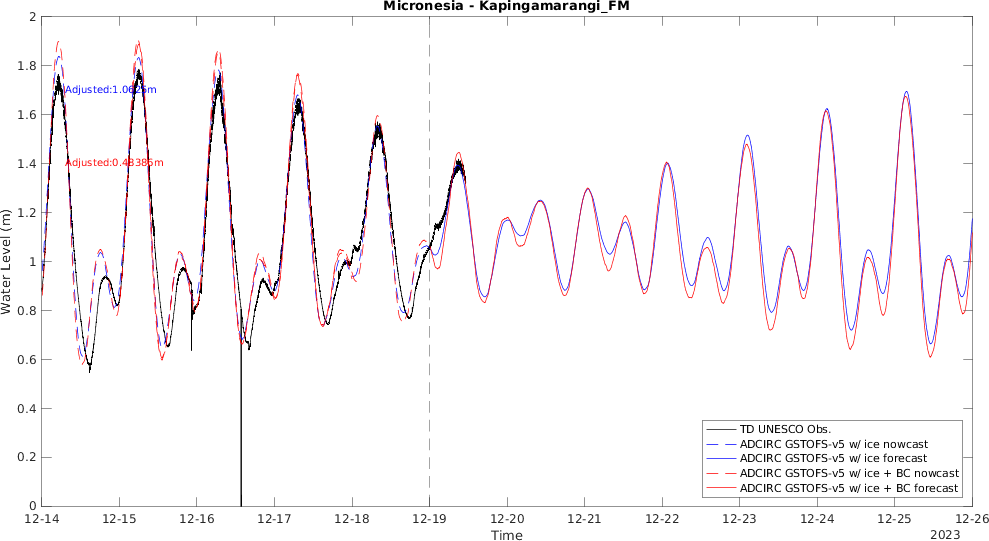 Micronesia - Kapingamarangi_FM
Water Level (m)
2
1.8
1.6
1.4
1.2
1
0.8
0.6
0.4
0.2
0
Adjusted:1.0625m
Adjusted:0.48385m
TD UNESCO Obs.
ADCIRC GSTOFS-v5 w/ ice nowcast
ADCIRC GSTOFS-v5 w/ ice forecast
ADCIRC GSTOFS-v5 w/ ice + BC nowcast
ADCIRC GSTOFS-v5 w/ ice + BC forecast
12-14 12-15 12-16 12-17 12-18 12-19 12-20 12-21 12-22 12-23 12-24 12-25 12-26
Time
2023